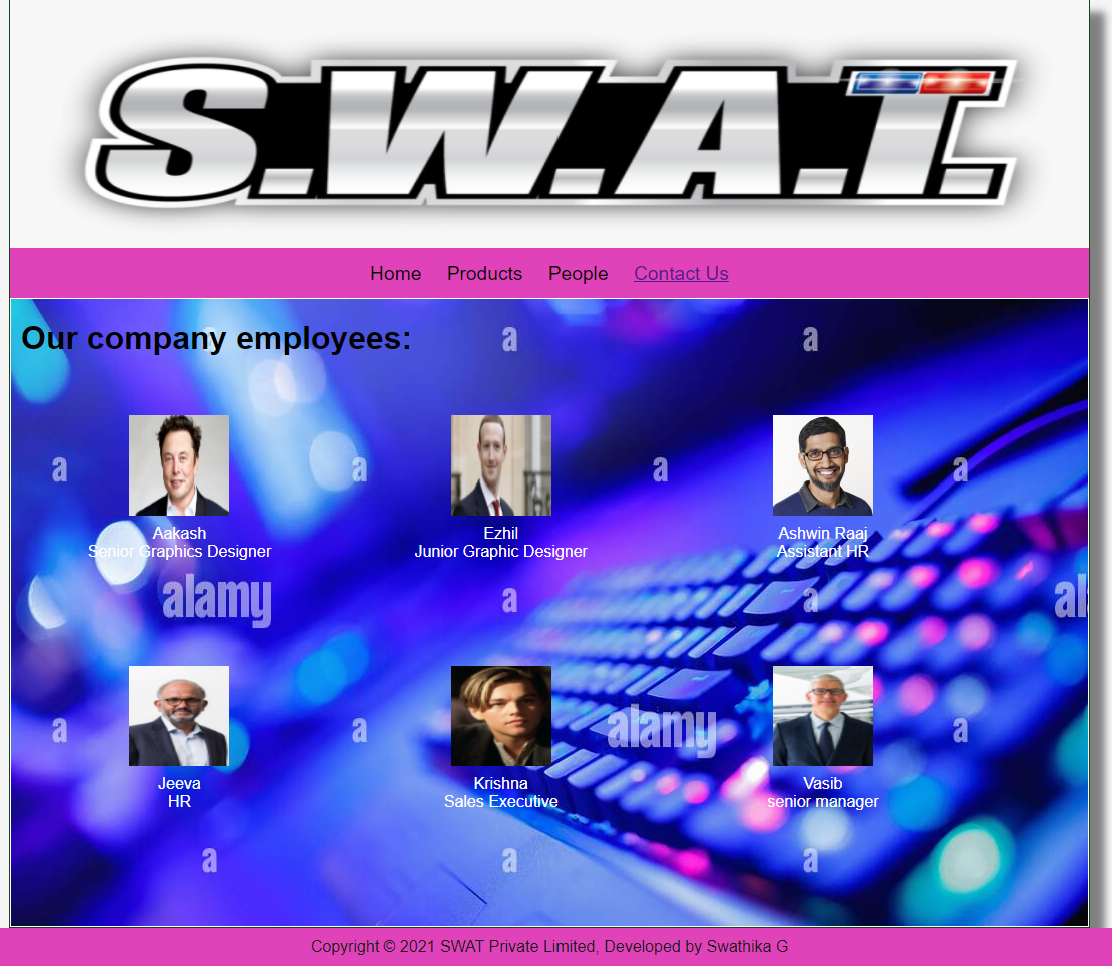 S.W.A.T.
Home Products People Contact Us
Our company employees:
a a
a a a a
Aakash Ezhil Ashwin Raaj
Senior Graphics Designer Junior Graphic Designer Assistant HR
alamy a a al
a a alamy a
Jeeva Krishna Vasib
HR Sales Executive senior manager
a a a
Copyright © 2021 SWAT Private Limited, Developed by Swathika G